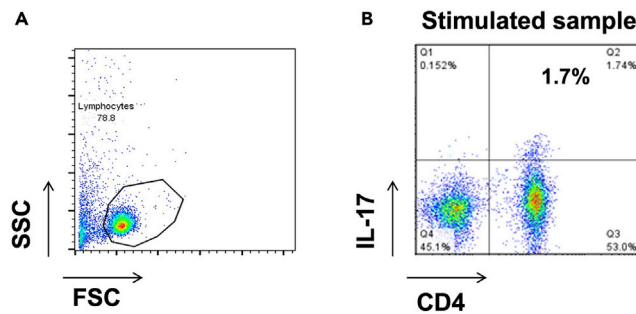 A
Lymphocytes
78.8
SSC
FSC
B
Stimulated sample
Q1
0.152%
Q2
1.74%
1.7%
IL-17
Q4
45.1%
Q3
53.0%
CD4